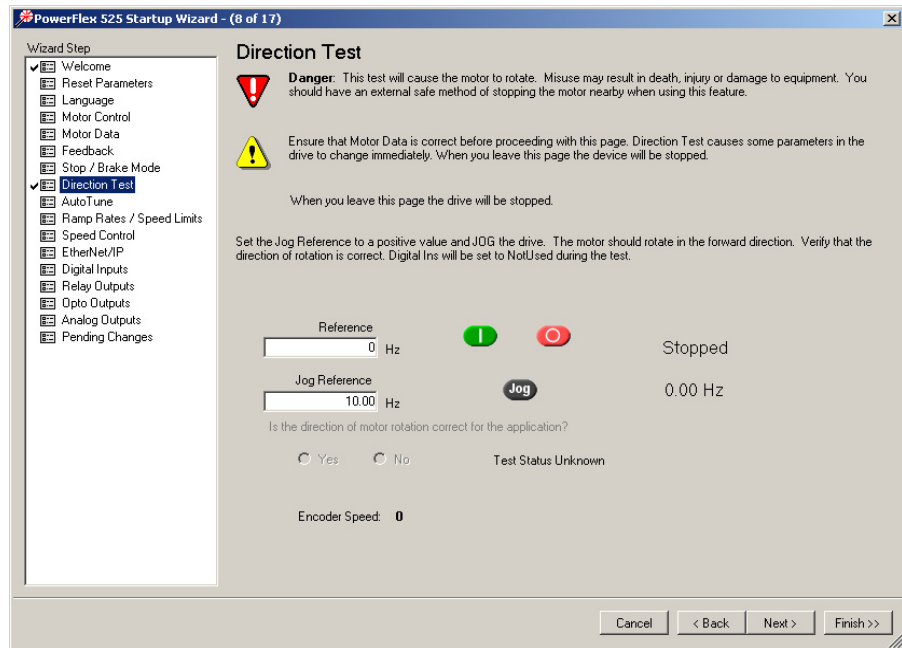 PowerFlex 525 Startup Wizard - (8 of 17)
Wizard Step
Welcome
Reset Parameters
Language
Motor Control
Motor Data
Feedback
Stop / Brake Mode
Direction Test
AutoTune
Ramp Rates / Speed Limits
Speed Control
EtherNet/IP
Digital Inputs
Relay Outputs
Opto Outputs
Analog Outputs
Pending Changes
Direction Test
Danger: This test will cause the motor to rotate. Misuse may result in death, injury or damage to equipment. You
should have an external safe method of stopping the motor nearby when using this feature.
Ensure that Motor Data is correct before proceeding with this page. Direction Test causes some parameters in the
drive to change immediately. When you leave this page the device will be stopped.
When you leave this page the drive will be stopped.
Set the Jog Reference to a positive value and JOG the drive. The motor should rotate in the forward direction. Verify that the
direction of rotation is correct. Digital Ins will be set to NotUsed during the test.
Reference
0 Hz
Stopped
Jog Reference
10.00 Hz
Jog
0.00 Hz
Is the direction of motor rotation correct for the application?
Yes No Test Status Unknown
Encoder Speed: 0
Cancel < Back Next > Finish >>